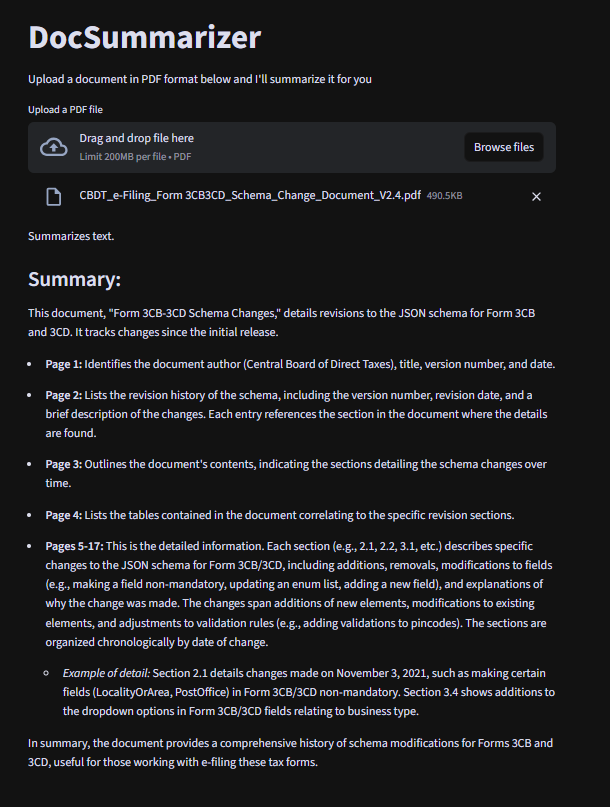 DocSummarizer
Upload a document in PDF format below and I'll summarize it for you
Upload a PDF file
Drag and drop file here
Limit 200MB per file • PDF
Browse files
CBDT_e-Filing_Form 3CB3CD_Schema_Change_Document_V2.4.pdf 490.5KB
Summarizes text.
Summary:
This document, "Form 3CB-3CD Schema Changes," details revisions to the JSON schema for Form 3CB
and 3CD. It tracks changes since the initial release.
• Page 1: Identifies the document author (Central Board of Direct Taxes), title, version number, and date.
• Page 2: Lists the revision history of the schema, including the version number, revision date, and a
brief description of the changes. Each entry references the section in the document where the details
are found.
• Page 3: Outlines the document's contents, indicating the sections detailing the schema changes over
time.
• Page 4: Lists the tables contained in the document correlating to the specific revision sections.
• Pages 5-17: This is the detailed information. Each section (e.g., 2.1, 2.2, 3.1, etc.) describes specific
changes to the JSON schema for Form 3CB/3CD, including additions, removals, modifications to fields
(e.g., making a field non-mandatory, updating an enum list, adding a new field), and explanations of
why the change was made. The changes span additions of new elements, modifications to existing
elements, and adjustments to validation rules (e.g., adding validations to pincodes). The sections are
organized chronologically by date of change.
◦ Example of detail: Section 2.1 details changes made on November 3, 2021, such as making certain
fields (LocalityOrArea, PostOffice) in Form 3CB/3CD non-mandatory. Section 3.4 shows additions to
the dropdown options in Form 3CB/3CD fields relating to business type.
In summary, the document provides a comprehensive history of schema modifications for Forms 3CB and
3CD, useful for those working with e-filing these tax forms.